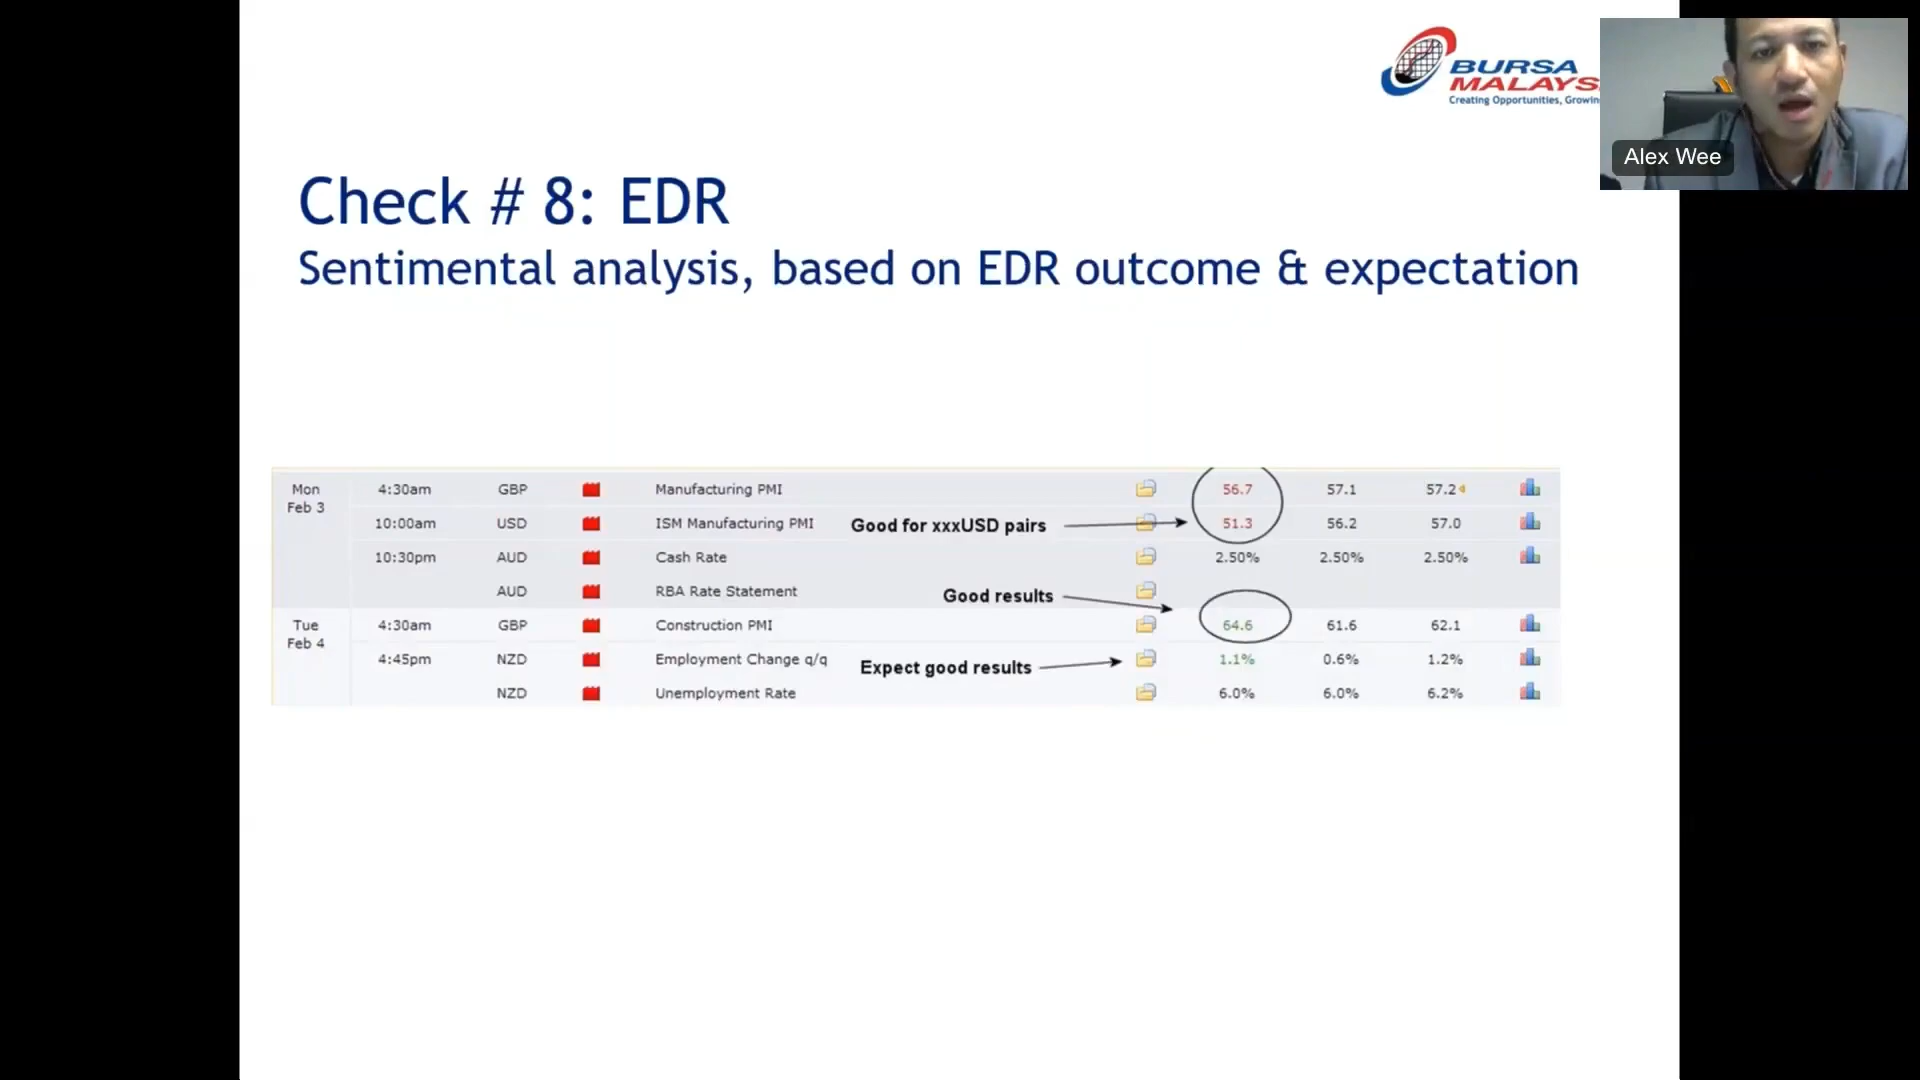 BURSA
MALAYS
Creating Opportunities, Growin
Alex Wee
Check # 8: EDR
Sentimental analysis, based on EDR outcome & expectation
Mon Feb 3 4:30am GBP Manufacturing PMI 56.7 57.1 57.2
10:00am USD ISM Manufacturing PMI Good for xxxUSD pairs 51.3 56.2 57.0
10:30pm AUD Cash Rate 2.50% 2.50% 2.50%
AUD RBA Rate Statement
Good results
Tue Feb 4 4:30am GBP Construction PMI 64.6 61.6 62.1
4:45pm NZD Employment Change q/q Expect good results 1.1% 0.6% 1.2%
NZD Unemployment Rate 6.0% 6.0% 6.2%